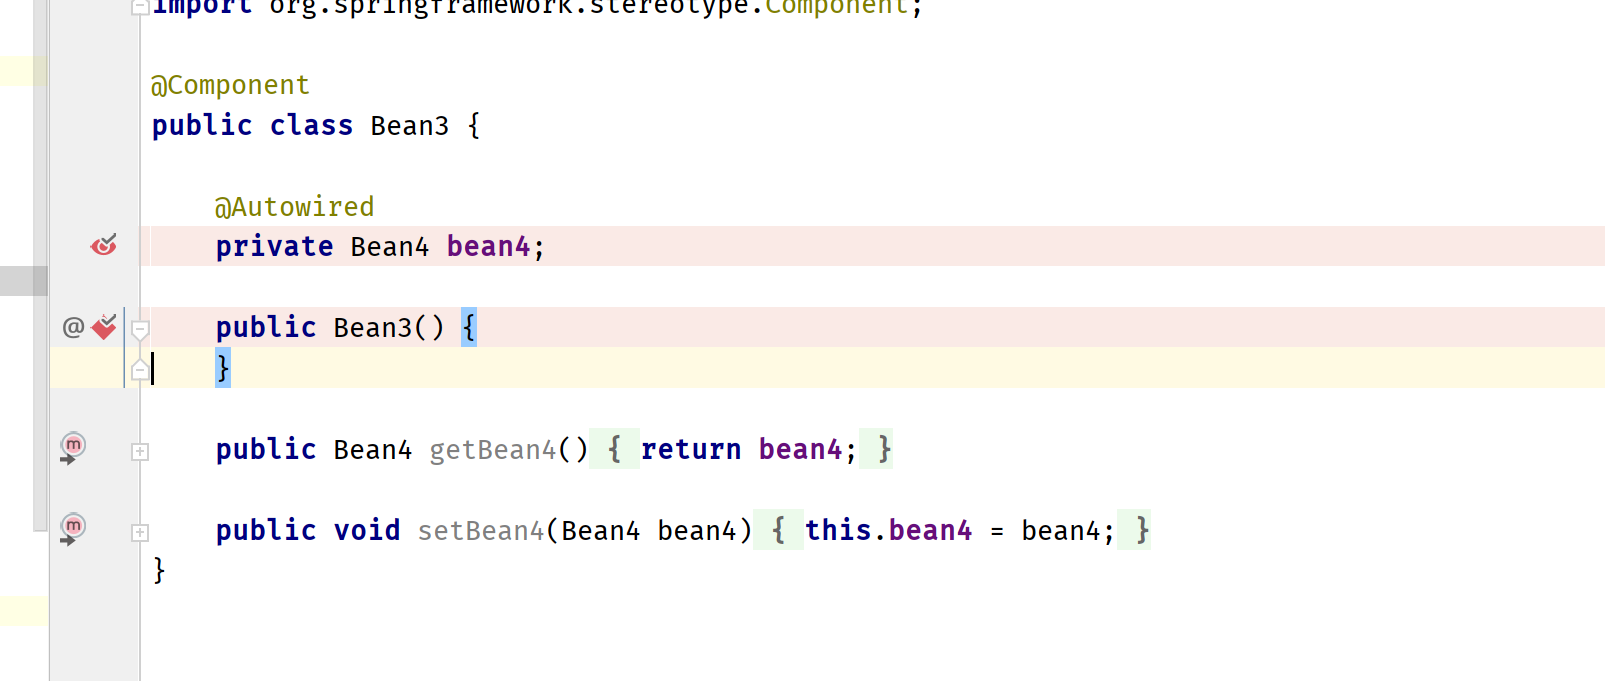 import org.springframework.stereotype.Component;
@Component
public class Bean3 {
@Autowired
private Bean4 bean4;
@ public Bean3() {
}
m public Bean4 getBean4() { return bean4; }
m public void setBean4(Bean4 bean4) { this.bean4 = bean4; }
}